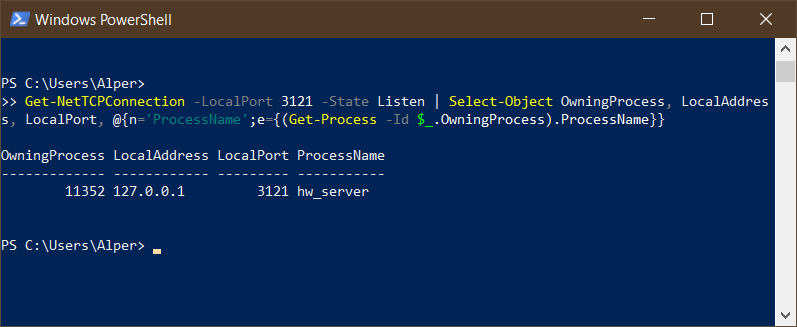 Windows PowerShell
PS C:\Users\Alper>
>> Get-NetTCPConnection -LocalPort 3121 -State Listen | Select-Object OwningProcess, LocalAddres
s, LocalPort, @{n='ProcessName';e={(Get-Process -Id $_.OwningProcess).ProcessName}}
OwningProcess LocalAddress LocalPort ProcessName
------------- ------------ --------- -----------
        11352 127.0.0.1         3121 hw_server
PS C:\Users\Alper>